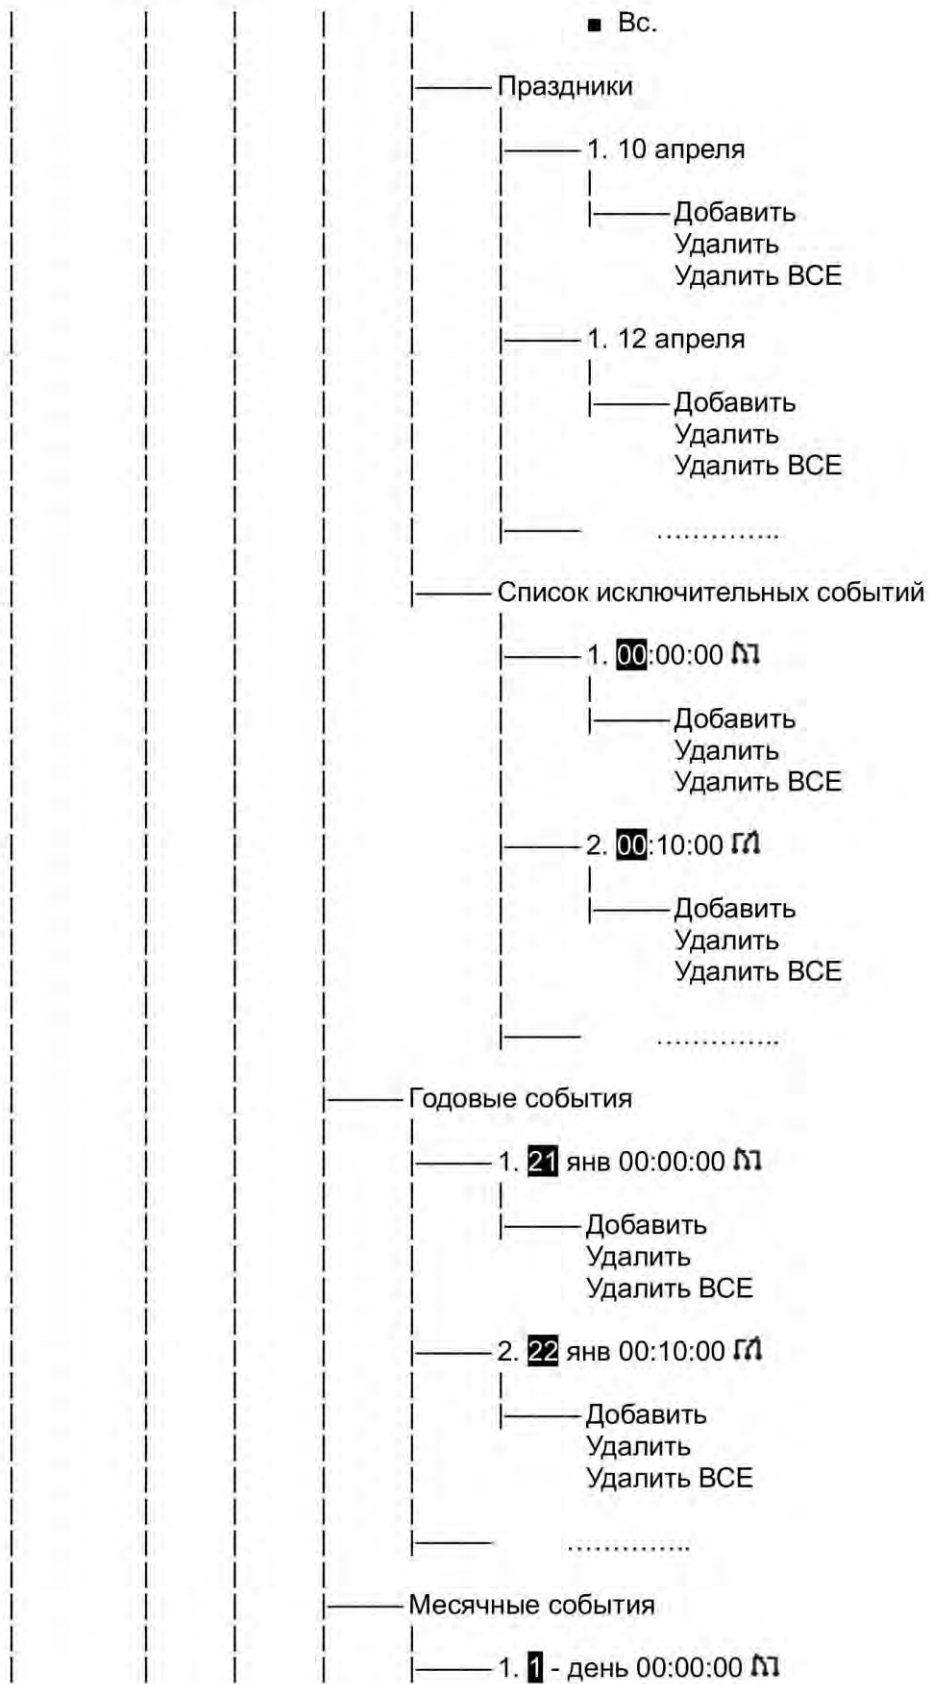 ■ Вс.
Праздники
1. 10 апреля
Добавить
Удалить
Удалить ВСЕ
1. 12 апреля
Добавить
Удалить
Удалить ВСЕ
..............
Список исключительных событий
1. 00:00:00
Добавить
Удалить
Удалить ВСЕ
2. 00:10:00
Добавить
Удалить
Удалить ВСЕ
..............
Годовые события
1. 21 янв 00:00:00
Добавить
Удалить
Удалить ВСЕ
2. 22 янв 00:10:00
Добавить
Удалить
Удалить ВСЕ
..............
Месячные события
1. 1 - день 00:00:00